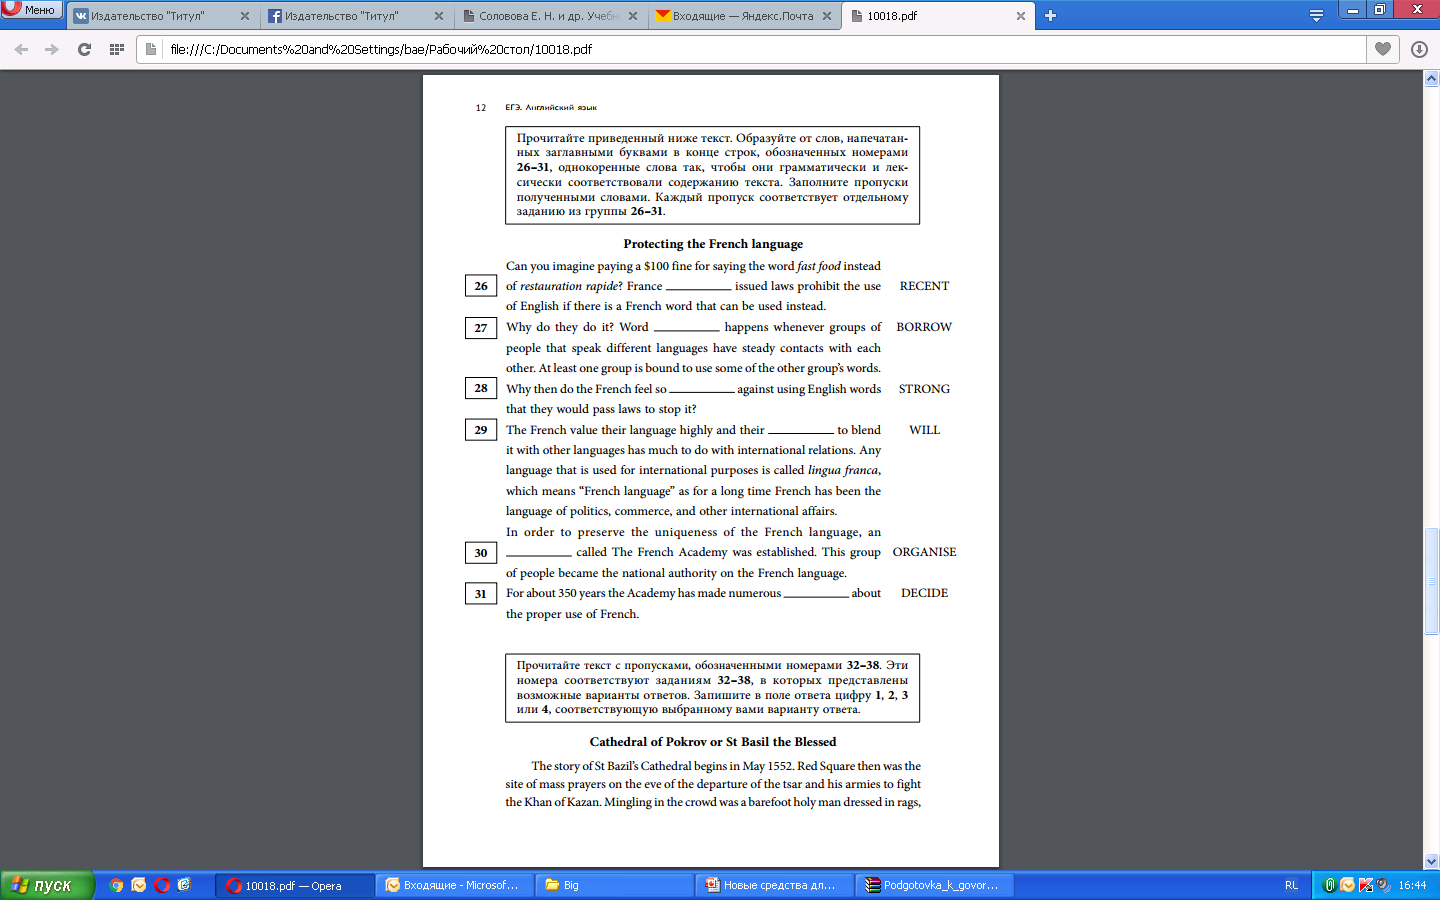 Меню
Издательство "Титул"
Издательство "Титул"
Соловова Е. Н. и др. Учебн
Входящие — Яндекс.Почта
10018.pdf
file:///C:/Documents%20and%20Settings/bae/Рабочий%20стол/10018.pdf
12 ЕГЭ. Английский язык
Прочитайте приведенный ниже текст. Образуйте от слов, напечатан-
ных заглавными буквами в конце строк, обозначенных номерами
26–31, однокоренные слова так, чтобы они грамматически и лек-
сически соответствовали содержанию текста. Заполните пропуски
полученными словами. Каждый пропуск соответствует отдельному
заданию из группы 26–31.
Protecting the French language
Can you imagine paying a $100 fine for saying the word fast food instead
26 of restauration rapide? France __________ issued laws prohibit the use RECENT
of English if there is a French word that can be used instead.
27 Why do they do it? Word __________ happens whenever groups of BORROW
people that speak different languages have steady contacts with each
other. At least one group is bound to use some of the other group's words.
28 Why then do the French feel so __________ against using English words STRONG
that they would pass laws to stop it?
29 The French value their language highly and their __________ to blend WILL
it with other languages has much to do with international relations. Any
language that is used for international purposes is called lingua franca,
which means “French language” as for a long time French has been the
language of politics, commerce, and other international affairs.
In order to preserve the uniqueness of the French language, an
30 __________ called The French Academy was established. This group ORGANISE
of people became the national authority on the French language.
31 For about 350 years the Academy has made numerous __________ about DECIDE
the proper use of French.
Прочитайте текст с пропусками, обозначенными номерами 32–38. Эти
номера соответствуют заданиям 32–38, в которых представлены
возможные варианты ответов. Запишите в поле ответа цифру 1, 2, 3
или 4, соответствующую выбранному вами варианту ответа.
Cathedral of Pokrov or St Basil the Blessed
The story of St Bazil's Cathedral begins in May 1552. Red Square then was the
site of mass prayers on the eve of the departure of the tsar and his armies to fight
the Khan of Kazan. Mingling in the crowd was a barefoot holy man dressed in rags,
пуск
10018.pdf — Opera
Входящие - Microsof...
Big
Новые средства дл...
Podgotovka_k_govor...
RL
16:44